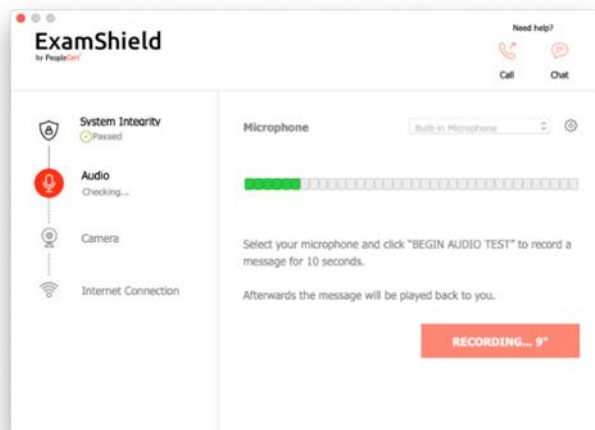 ExamShield
by PeopleCert
Need help?
Call
Chat
System Integrity
Passed
Audio
Checking...
Camera
Internet Connection
Microphone
Built-in Microphone
Select your microphone and click "BEGIN AUDIO TEST" to record a
message for 10 seconds.
Afterwards the message will be played back to you.
RECORDING... 9"